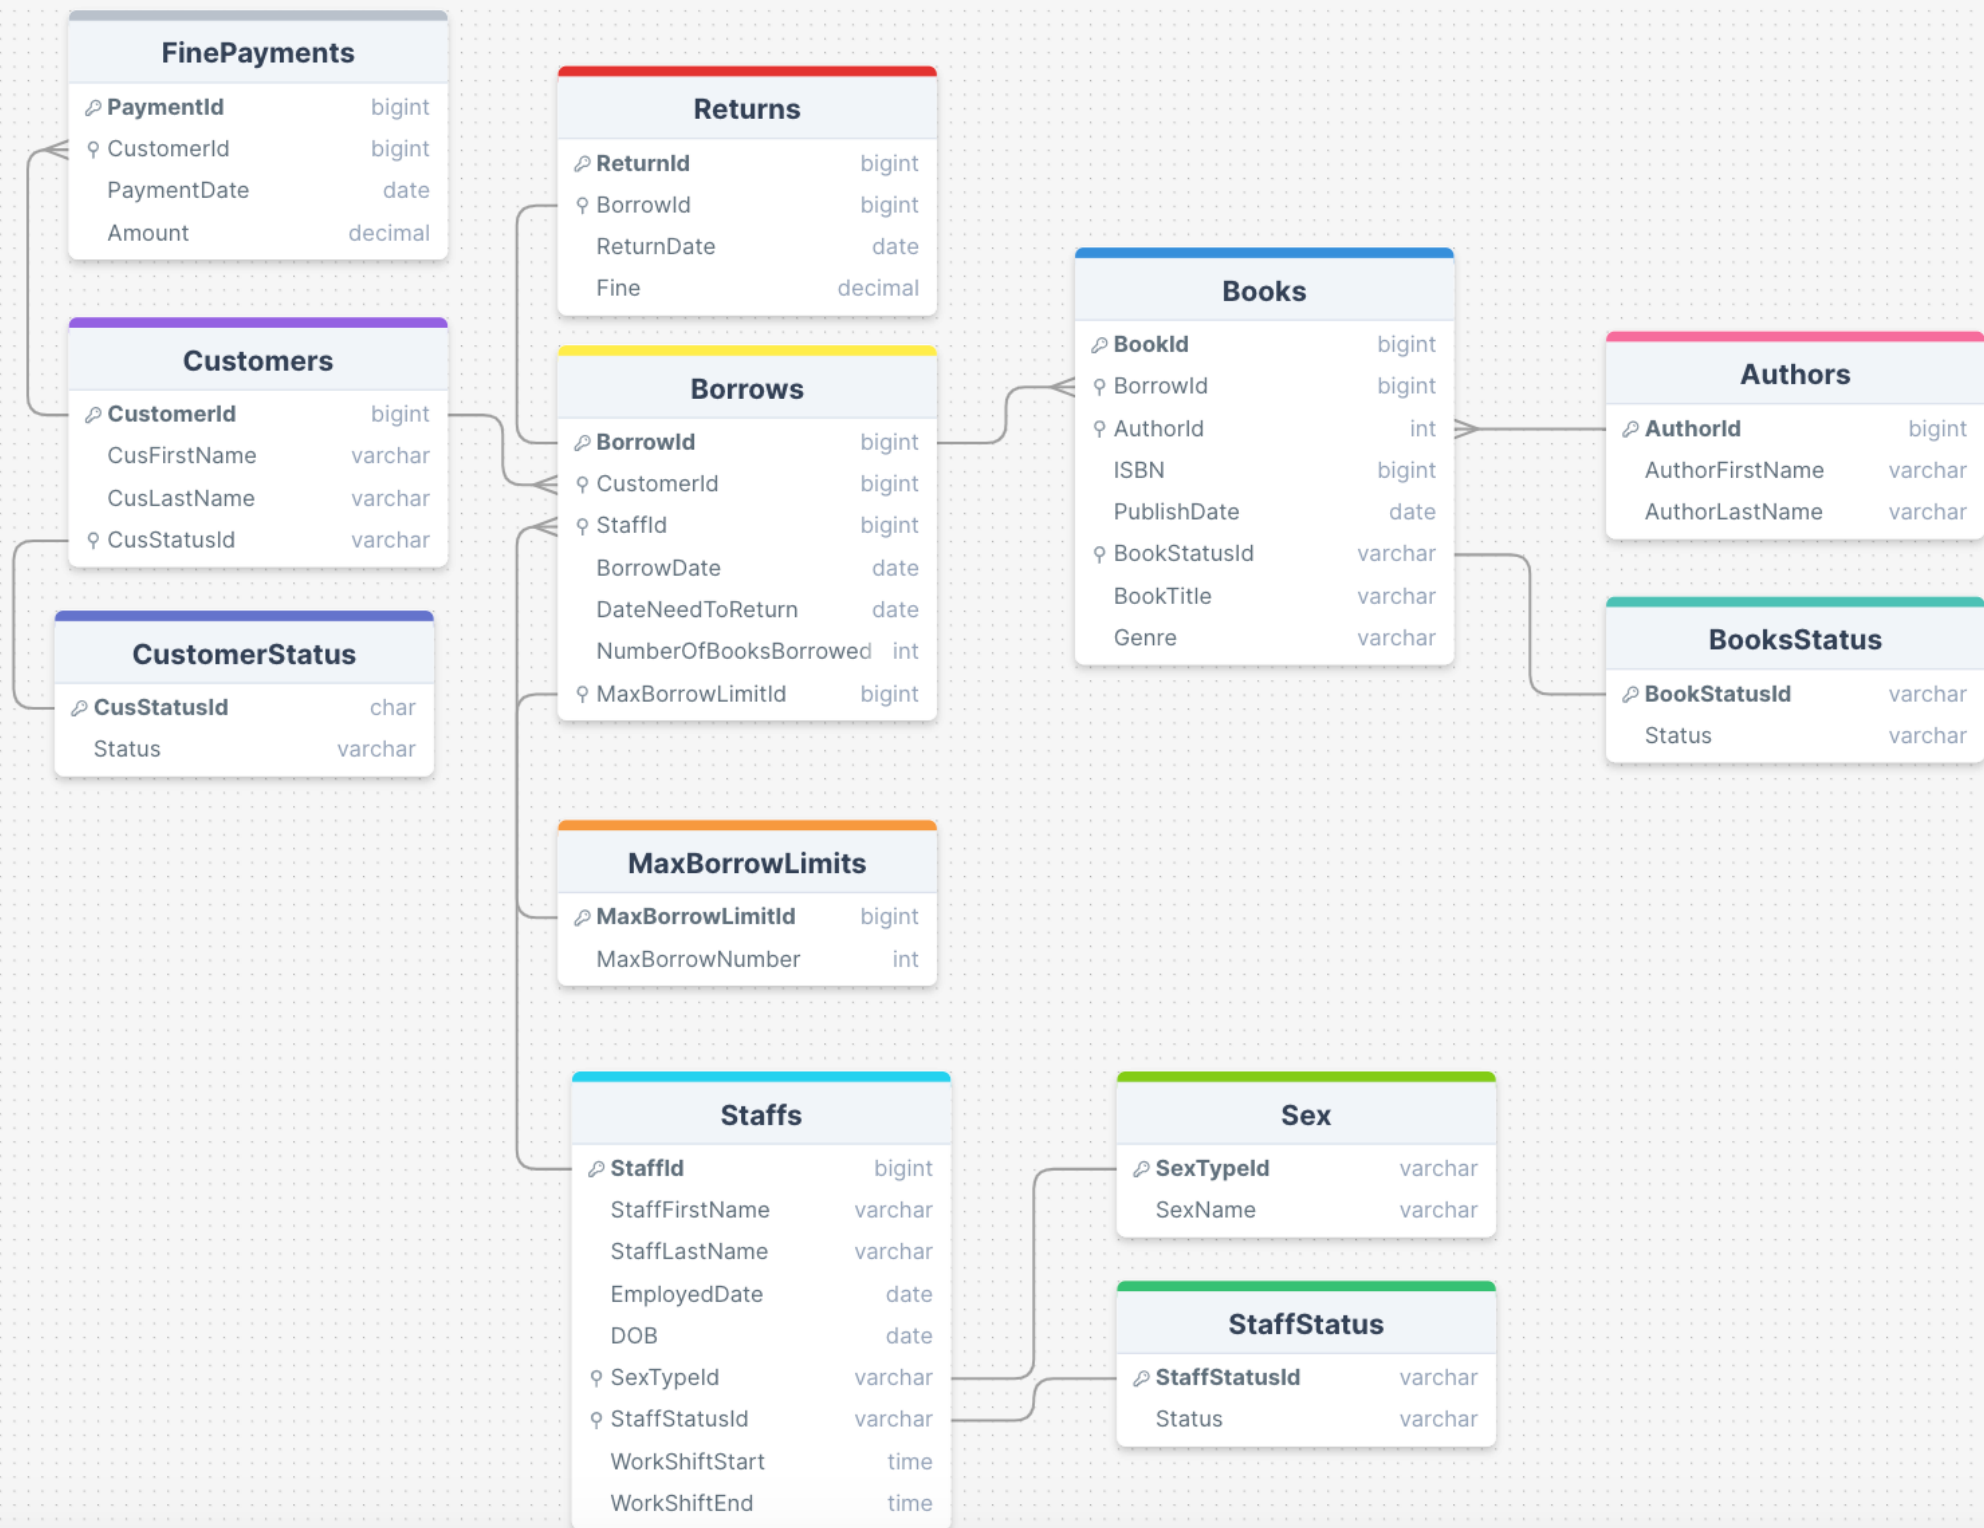 FinePayments
PaymentId bigint
CustomerId bigint
PaymentDate date
Amount decimal
Customers
CustomerId bigint
CusFirstName varchar
CusLastName varchar
CusStatusId varchar
CustomerStatus
CusStatusId char
Status varchar
Returns
ReturnId bigint
BorrowId bigint
ReturnDate date
Fine decimal
Borrows
BorrowId bigint
CustomerId bigint
StaffId bigint
BorrowDate date
DateNeedToReturn date
NumberOfBooksBorrowed int
MaxBorrowLimitId bigint
MaxBorrowLimits
MaxBorrowLimitId bigint
MaxBorrowNumber int
Staffs
StaffId bigint
StaffFirstName varchar
StaffLastName varchar
EmployedDate date
DOB date
SexTypeId varchar
StaffStatusId varchar
WorkShiftStart time
WorkShiftEnd time
Books
BookId bigint
BorrowId bigint
AuthorId int
ISBN bigint
PublishDate date
BookStatusId varchar
BookTitle varchar
Genre varchar
Authors
AuthorId bigint
AuthorFirstName varchar
AuthorLastName varchar
BooksStatus
BookStatusId varchar
Status varchar
Sex
SexTypeId varchar
SexName varchar
StaffStatus
StaffStatusId varchar
Status varchar